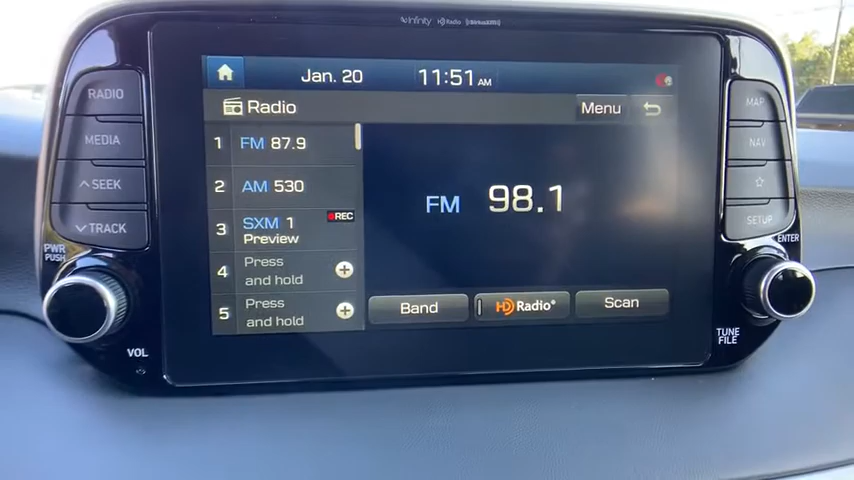 infinity HD Radio ((SiriusXM))
Jan. 20 11:51 AM
RADIO
MEDIA
SEEK
TRACK
PWR
PUSH
VOL
Radio
Menu
1 FM 87.9
2 AM 530
3 SXM 1 REC
Preview
4 Press
and hold
5 Press
and hold
FM 98.1
Band
HD Radio®
Scan
MAP
NAV
SETUP
ENTER
TUNE
FILE